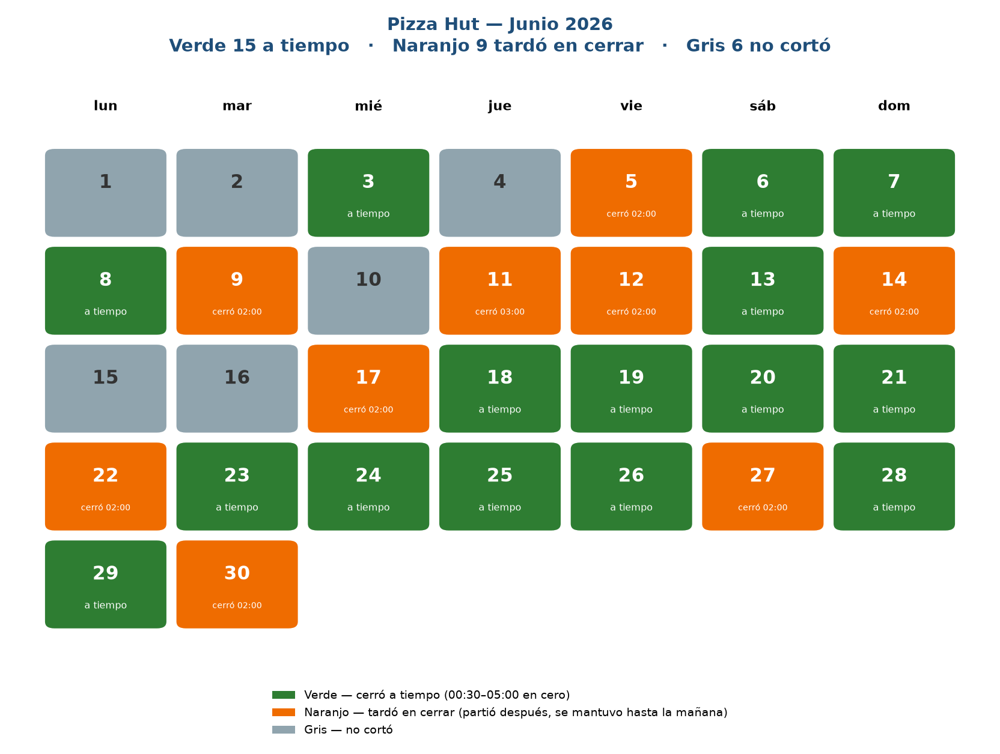 Pizza Hut — Junio 2026
Verde 15 a tiempo · Naranjo 9 tardó en cerrar · Gris 6 no cortó
lun mar mié jue vie sáb dom
1 2 3 4 5 6 7
a tiempo cerró 02:00 a tiempo a tiempo
8 9 10 11 12 13 14
a tiempo cerró 02:00 cerró 03:00 cerró 02:00 a tiempo cerró 02:00
15 16 17 18 19 20 21
cerró 02:00 a tiempo a tiempo a tiempo a tiempo
22 23 24 25 26 27 28
cerró 02:00 a tiempo a tiempo a tiempo a tiempo cerró 02:00 a tiempo
29 30
a tiempo cerró 02:00
Verde — cerró a tiempo (00:30–05:00 en cero)
Naranjo — tardó en cerrar (partió después, se mantuvo hasta la mañana)
Gris — no cortó